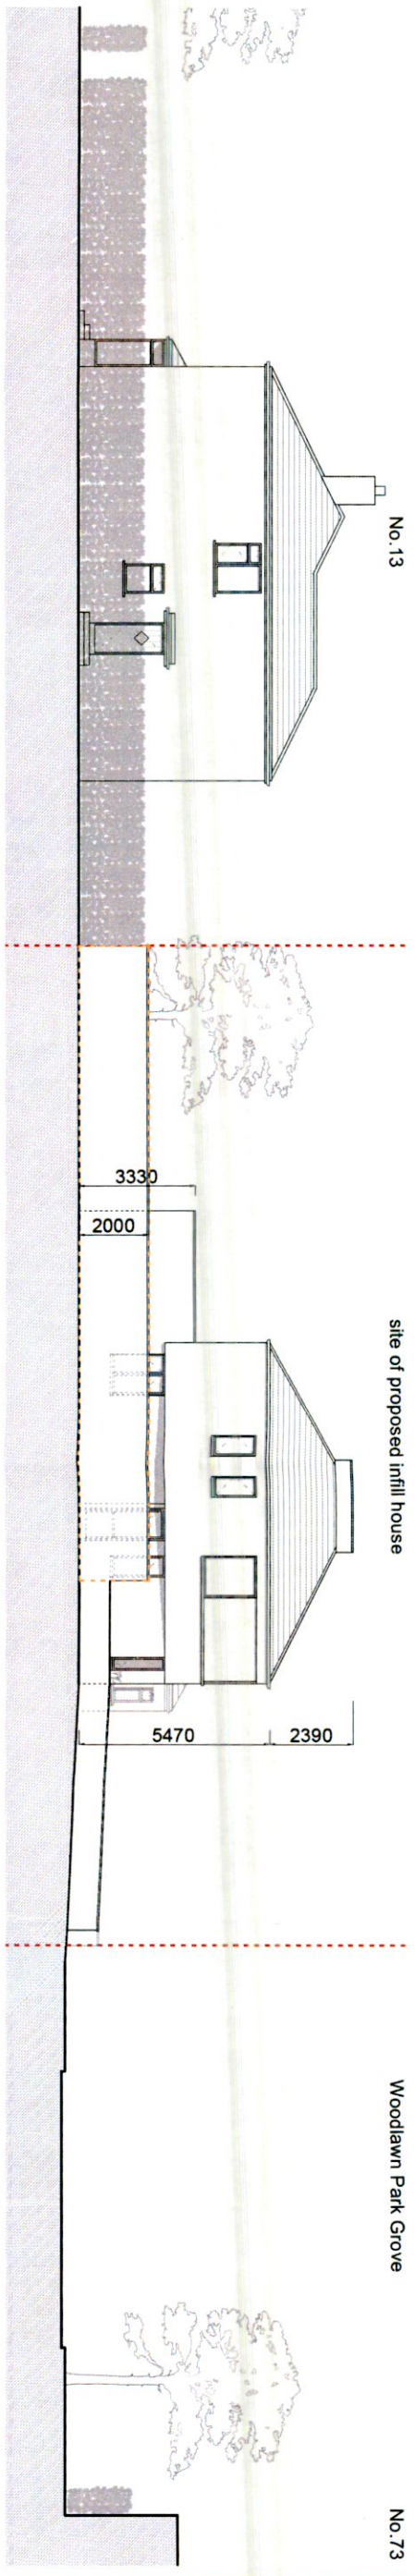 No.13
site of proposed infill house
Woodlawn Park Grove
No.73
3330
2000
5470
2390